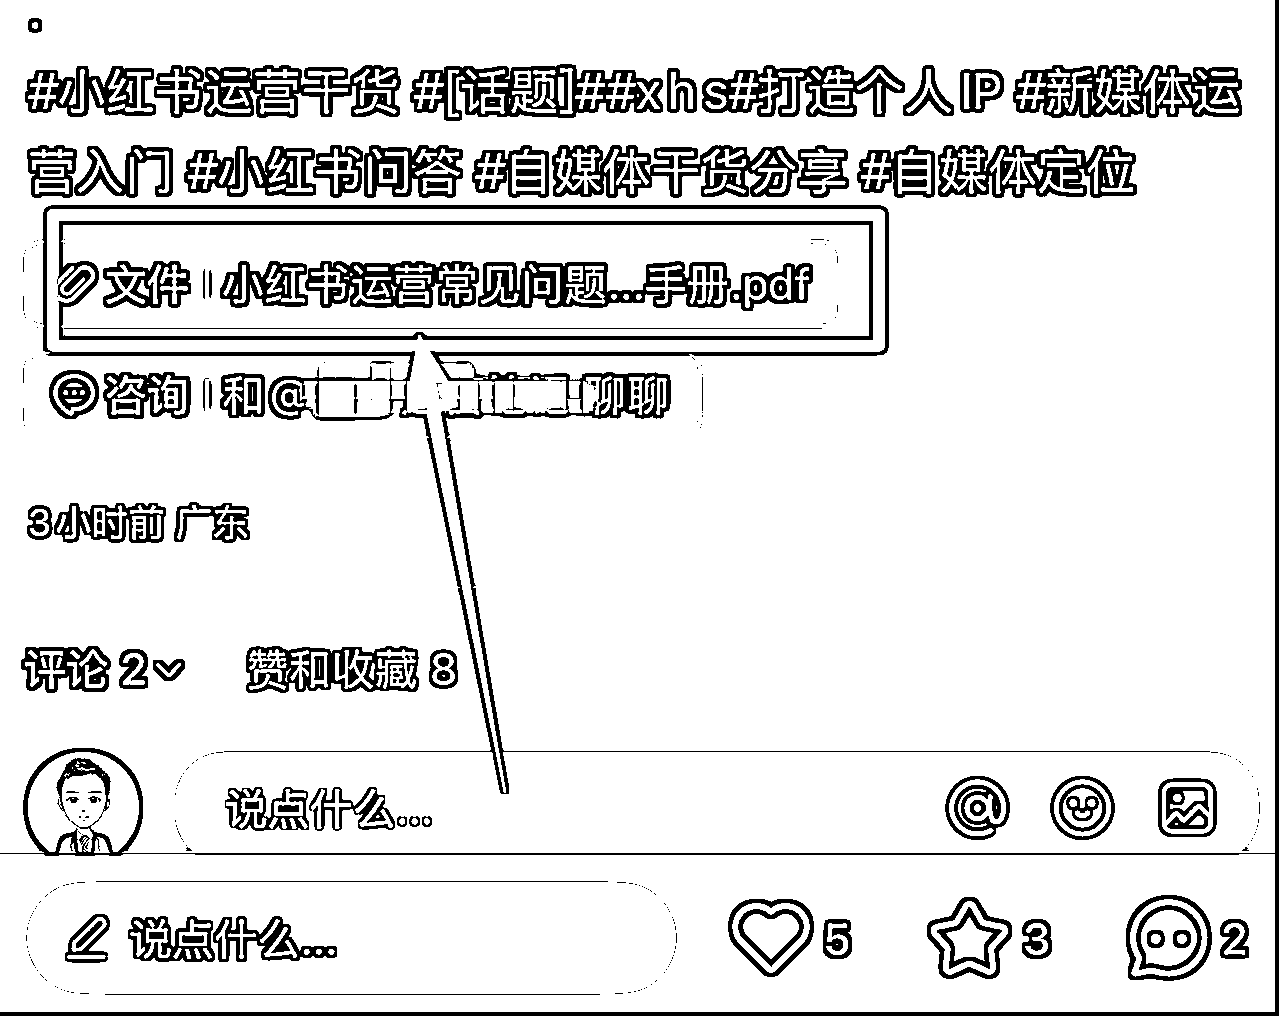 。
#小红书运营干货 #[话题]##xhs#打造个人IP #新媒体运
营入门 #小红书问答 #自媒体干货分享 #自媒体定位
文件 | 小红书运营常见问题...手册.pdf
咨询 | 和@ 聊聊
3小时前 广东
评论 2 赞和收藏 8
说点什么...
说点什么... 5 3 2